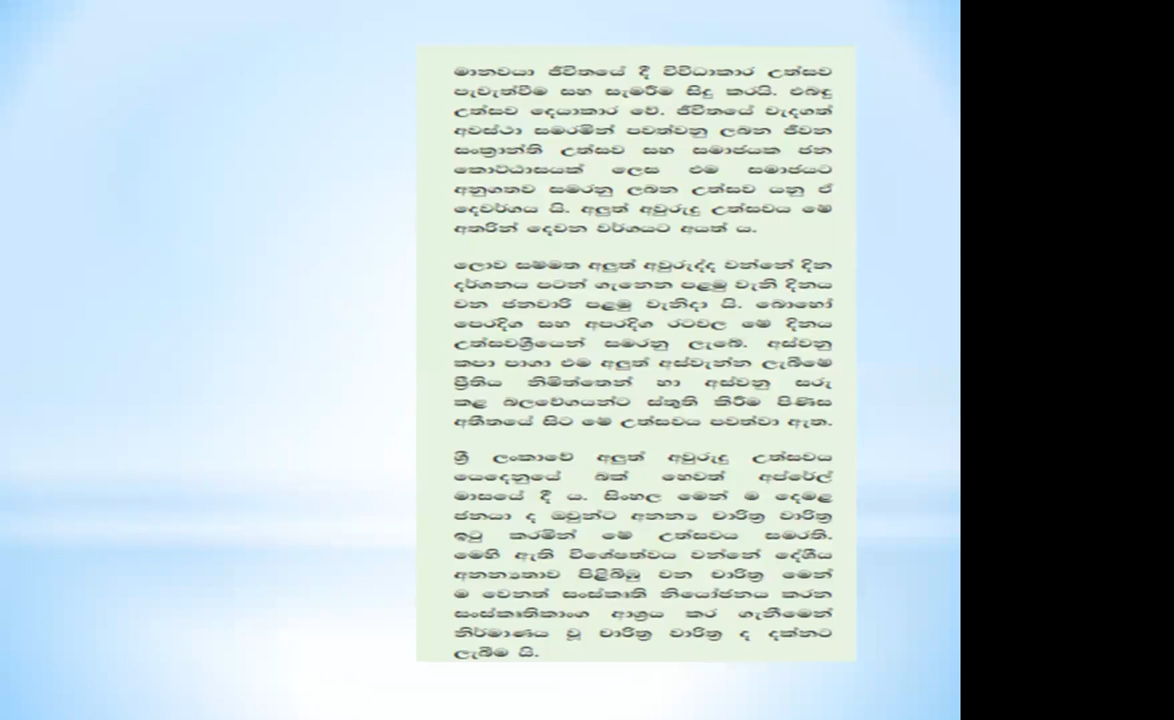 මානවයා ජීවිතයේ දී විවිධාකාර උත්සව
පැවැත්වීම සහ සැමරීම සිදු කරයි. එබඳු
උත්සව දෙයාකාර වේ. ජීවිතයේ වැදගත්
අවස්ථා සමරමින් පවත්වනු ලබන ජීවන
සංක්‍රාන්ති උත්සව සහ සමාජයක ජන
කොට්ඨාසයක් ලෙස එම සමාජයට
අනුගතව සමරනු ලබන උත්සව යනු ඒ
දෙවර්ගය යි. අලුත් අවුරුදු උත්සවය මේ
අතරින් දෙවන වර්ගයට අයත් ය.
ලොව සම්මත අලුත් අවුරුද්ද වන්නේ දින
දර්ශනය පටන් ගැනෙන පළමු වැනි දිනය
වන ජනවාරි පළමු වැනිදා යි. බොහෝ
පෙරදිග සහ අපරදිග රටවල මේ දිනය
උත්සවශ්‍රීයෙන් සමරනු ලැබේ. අස්වනු
කපා පාගා එම අලුත් අස්වැන්න ලැබීමේ
ප්‍රීතිය නිමිත්තෙන් හා අස්වනු සරු
කළ බලවේගයන්ට ස්තුති කිරීම පිණිස
අතීතයේ සිට මේ උත්සවය පවත්වා ඇත.
ශ්‍රී ලංකාවේ අලුත් අවුරුදු උත්සවය
යෙදෙනුයේ බක් හෙවත් අප්රේල්
මාසයේ දී ය. සිංහල මෙන් ම දෙමළ
ජනයා ද ඔවුන්ට අනන්‍ය චාරිත්‍ර වාරිත්‍ර
ඉටු කරමින් මේ උත්සවය සමරති.
මෙහි ඇති විශේෂත්වය වන්නේ දේශීය
අනන්‍යතාව පිළිබිඹු වන චාරිත්‍ර මෙන්
ම වෙනත් සංස්කෘති නියෝජනය කරන
සංස්කෘතිකාංග ආශ්‍රය කර ගැනීමෙන්
නිර්මාණය වූ චාරිත්‍ර වාරිත්‍ර ද දක්නට
ලැබීම යි.